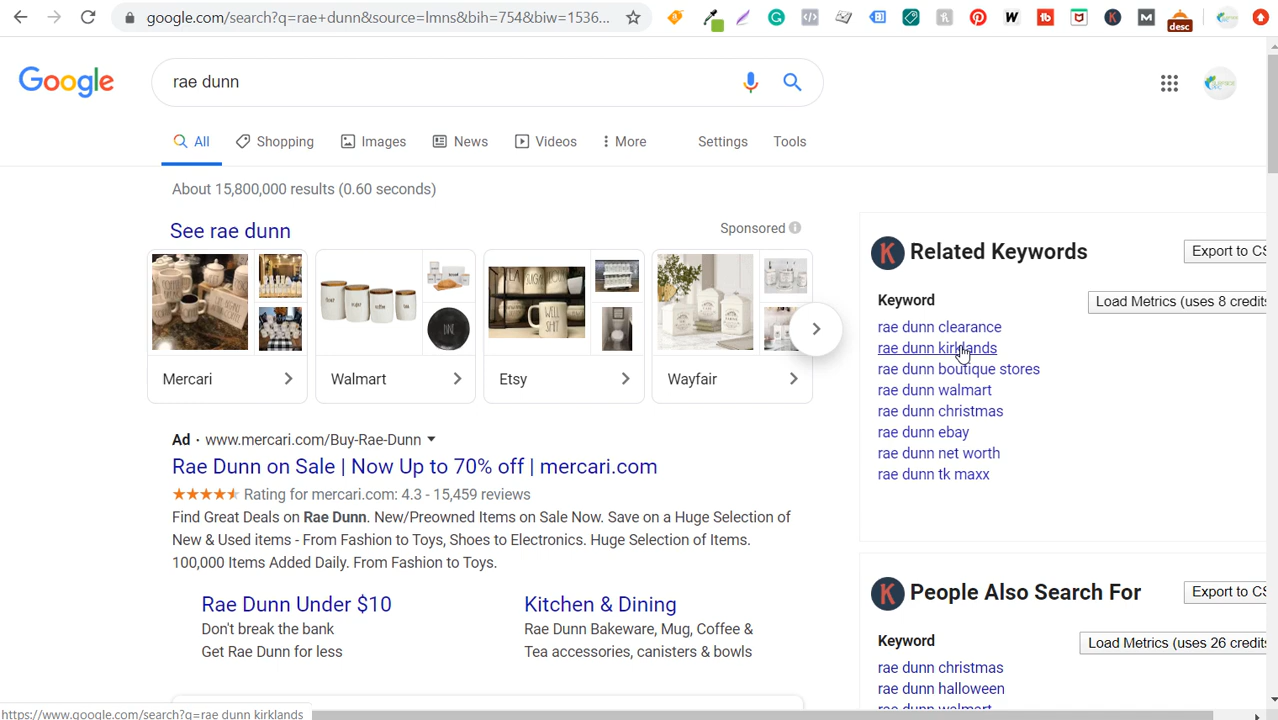 google.com/search?q=rae+dunn&source=lmns&bih=754&biw=1536...
desc
Google
rae dunn
All
Shopping
Images
News
Videos
More
Settings
Tools
About 15,800,000 results (0.60 seconds)
See rae dunn
Sponsored
Mercari
Walmart
Etsy
Wayfair
Ad · www.mercari.com/Buy-Rae-Dunn
Rae Dunn on Sale | Now Up to 70% off | mercari.com
Rating for mercari.com: 4.3 - 15,459 reviews
Find Great Deals on Rae Dunn. New/Preowned Items on Sale Now. Save on a Huge Selection of
New & Used items - From Fashion to Toys, Shoes to Electronics. Huge Selection of Items.
100,000 Items Added Daily. From Fashion to Toys.
Rae Dunn Under $10
Don't break the bank
Get Rae Dunn for less
Kitchen & Dining
Rae Dunn Bakeware, Mug, Coffee &
Tea accessories, canisters & bowls
K
Related Keywords
Export to CS
Keyword
Load Metrics (uses 8 credits
rae dunn clearance
rae dunn kirklands
rae dunn boutique stores
rae dunn walmart
rae dunn christmas
rae dunn ebay
rae dunn net worth
rae dunn tk maxx
K
People Also Search For
Export to CS
Keyword
Load Metrics (uses 26 credits
rae dunn christmas
rae dunn halloween
rae dunn walmart
https://www.google.com/search?q=rae dunn kirklands